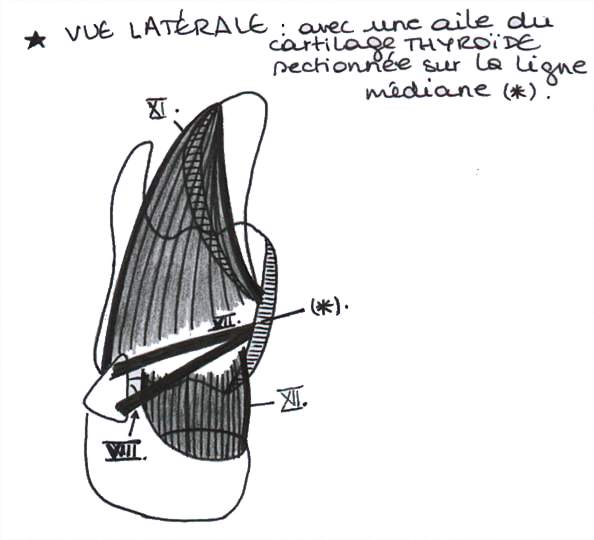 ★ VUE LATÉRALE : avec une aile du
cartilage THYROÏDE
sectionnée sur la ligne
médiane (*).
XI.
VII.
(*).
XII.
VIII.